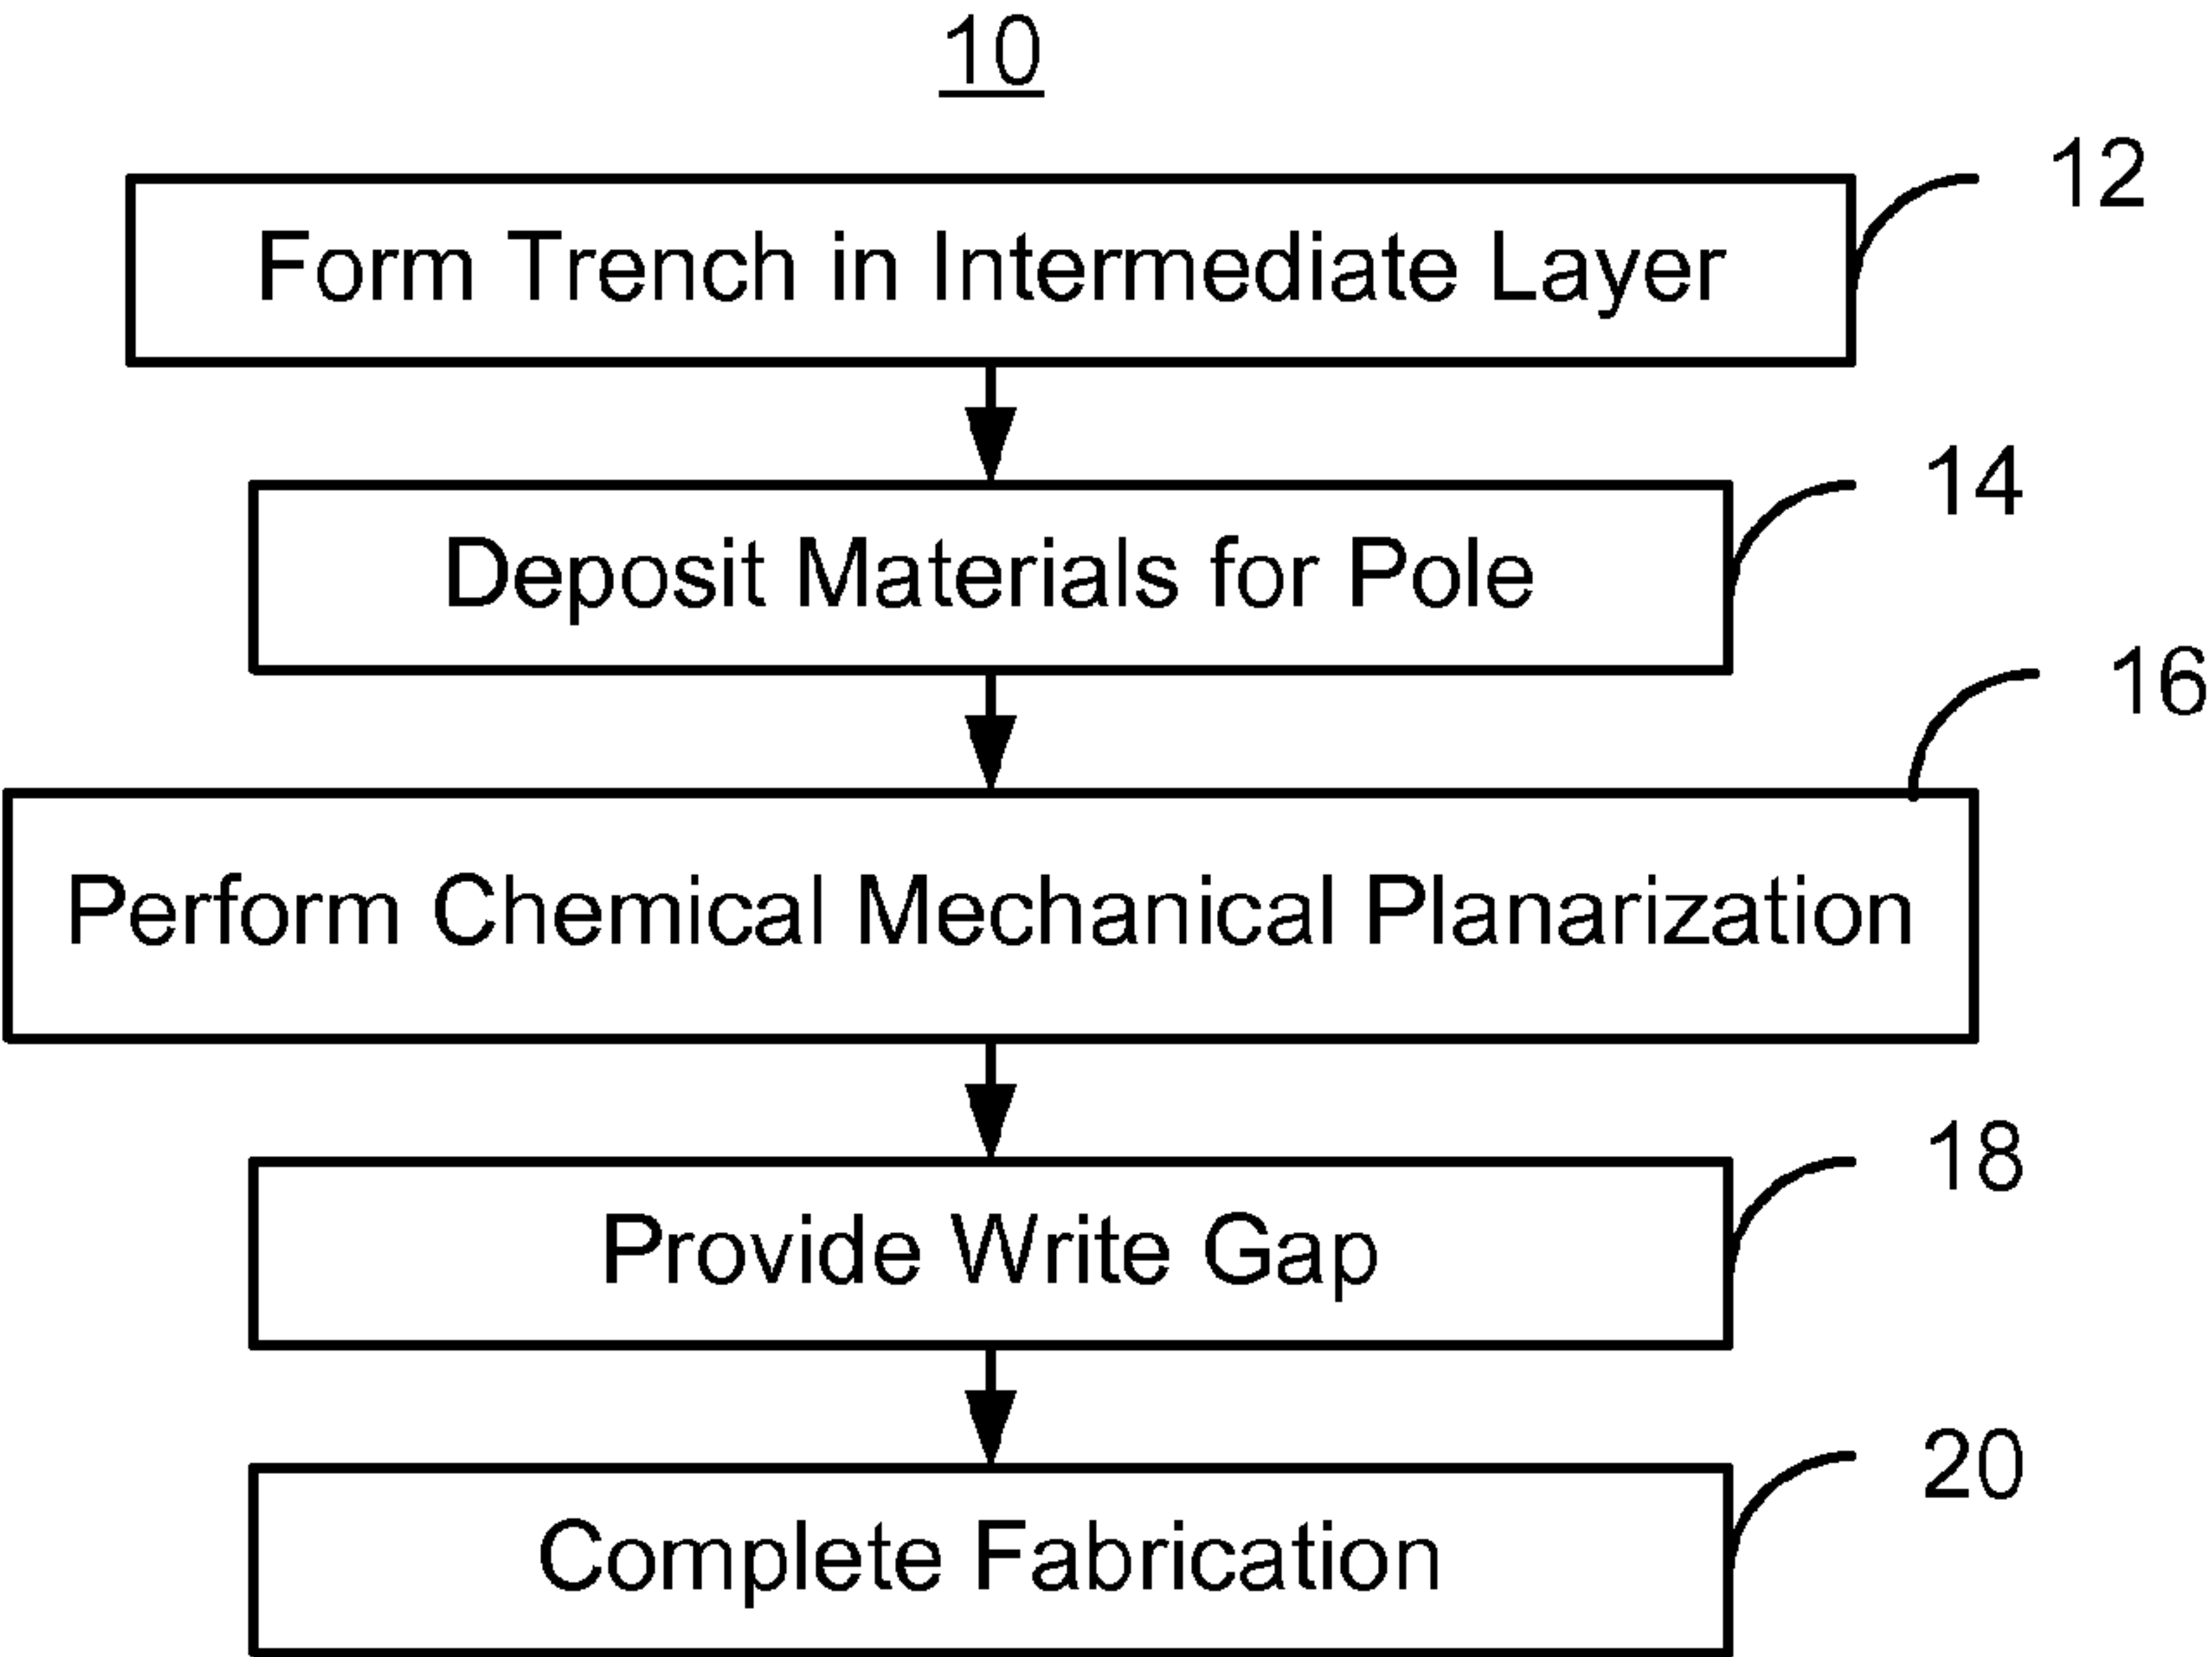 10
12
Form Trench in Intermediate Layer
14
Deposit Materials for Pole
16
Perform Chemical Mechanical Planarization
18
Provide Write Gap
20
Complete Fabrication